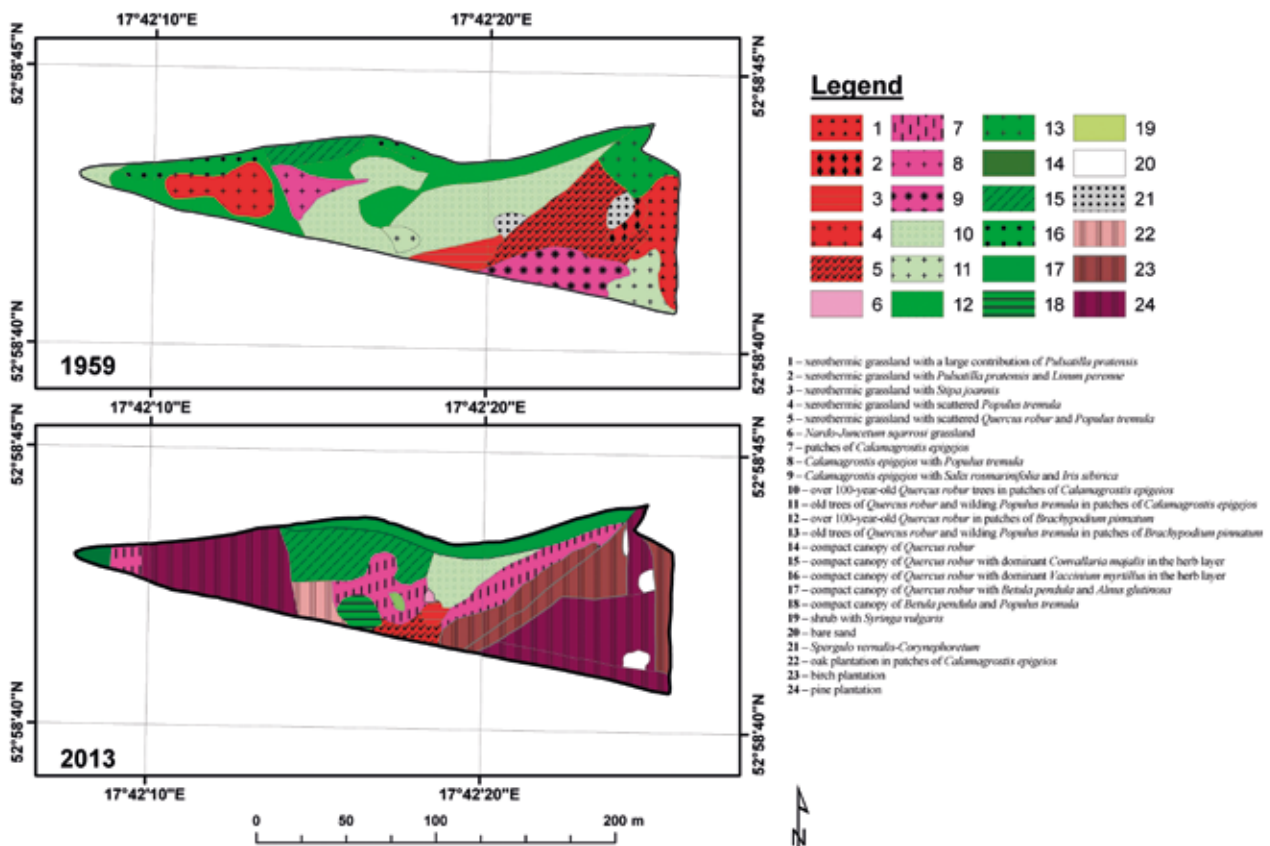 17°42'10"E 17°42'20"E
52°58'45"N 52°58'45"N
52°58'40"N 52°58'40"N
1959
17°42'10"E 17°42'20"E
52°58'45"N 52°58'45"N
52°58'40"N 52°58'40"N
2013
17°42'10"E 17°42'20"E
0 50 100 200 m
Legend
1 7 13 19
2 8 14 20
3 9 15 21
4 10 16 22
5 11 17 23
6 12 18 24
1 – xerothermic grassland with a large contribution of Pulsatilla pratensis
2 – xerothermic grassland with Pulsatilla pratensis and Linum perenne
3 – xerothermic grassland with Stipa joannis
4 – xerothermic grassland with scattered Populus tremula
5 – xerothermic grassland with scattered Quercus robur and Populus tremula
6 – Nardo-Juncetum sqarrosi grassland
7 – patches of Calamagrostis epigejos
8 – Calamagrostis epigejos with Populus tremula
9 – Calamagrostis epigejos with Salix rosmarinifolia and Iris sibirica
10 – over 100-year-old Quercus robur trees in patches of Calamagrostis epigeios
11 – old trees of Quercus robur and wilding Populus tremula in patches of Calamagrostis epigejos
12 – over 100-year-old Quercus robur in patches of Brachypodium pinnatum
13 – old trees of Quercus robur and wilding Populus tremula in patches of Brachypodium pinnatum
14 – compact canopy of Quercus robur
15 – compact canopy of Quercus robur with dominant Convallaria majalis in the herb layer
16 – compact canopy of Quercus robur with dominant Vaccinium myrtillus in the herb layer
17 – compact canopy of Quercus robur with Betula pendula and Alnus glutinosa
18 – compact canopy of Betula pendula and Populus tremula
19 – shrub with Syringa vulgaris
20 – bare sand
21 – Spergulo vernalis-Corynephoretum
22 – oak plantation in patches of Calamagrostis epigeios
23 – birch plantation
24 – pine plantation
N